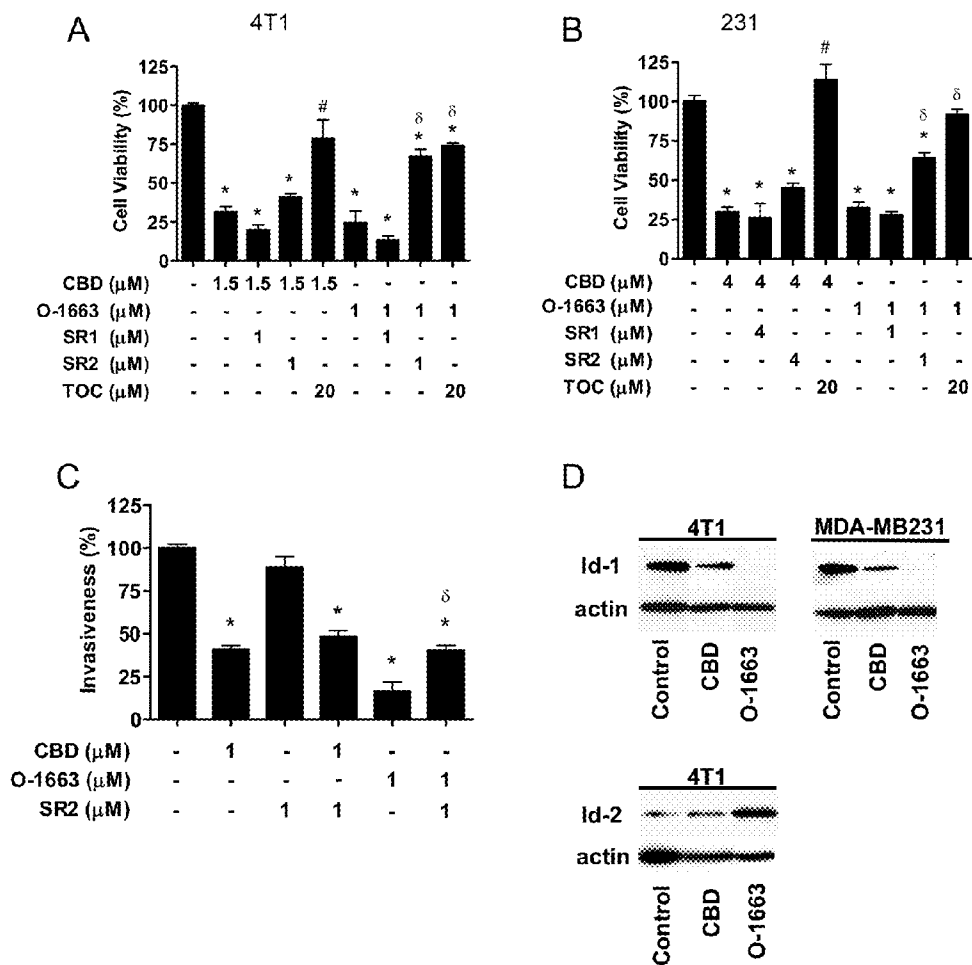 A
4T1
#
δ
δ
*
*
*
*
*
*
*
Cell Viability (%)
125
100
75
50
25
0
CBD (μM) - 1.5 1.5 1.5 1.5 - - - -
O-1663 (μM) - - - - - 1 1 1 1
SR1 (μM) - - 1 - - - 1 - -
SR2 (μM) - - - 1 - - - 1 -
TOC (μM) - - - - 20 - - - 20
B
231
#
δ
δ
*
*
*
*
*
*
Cell Viability (%)
125
100
75
50
25
0
CBD (μM) - 4 4 4 4 - - - -
O-1663 (μM) - - - - - 1 1 1 1
SR1 (μM) - - 4 - - - 1 - -
SR2 (μM) - - - 4 - - - 1 -
TOC (μM) - - - - 20 - - - 20
C
Invasiveness (%)
125
100
75
50
25
0
*
*
*
δ
*
CBD (μM) - 1 - 1 - -
O-1663 (μM) - - - - 1 1
SR2 (μM) - - 1 1 - 1
D
4T1
MDA-MB231
Id-1
actin
Control
CBD
O-1663
Control
CBD
O-1663
4T1
Id-2
actin
Control
CBD
O-1663